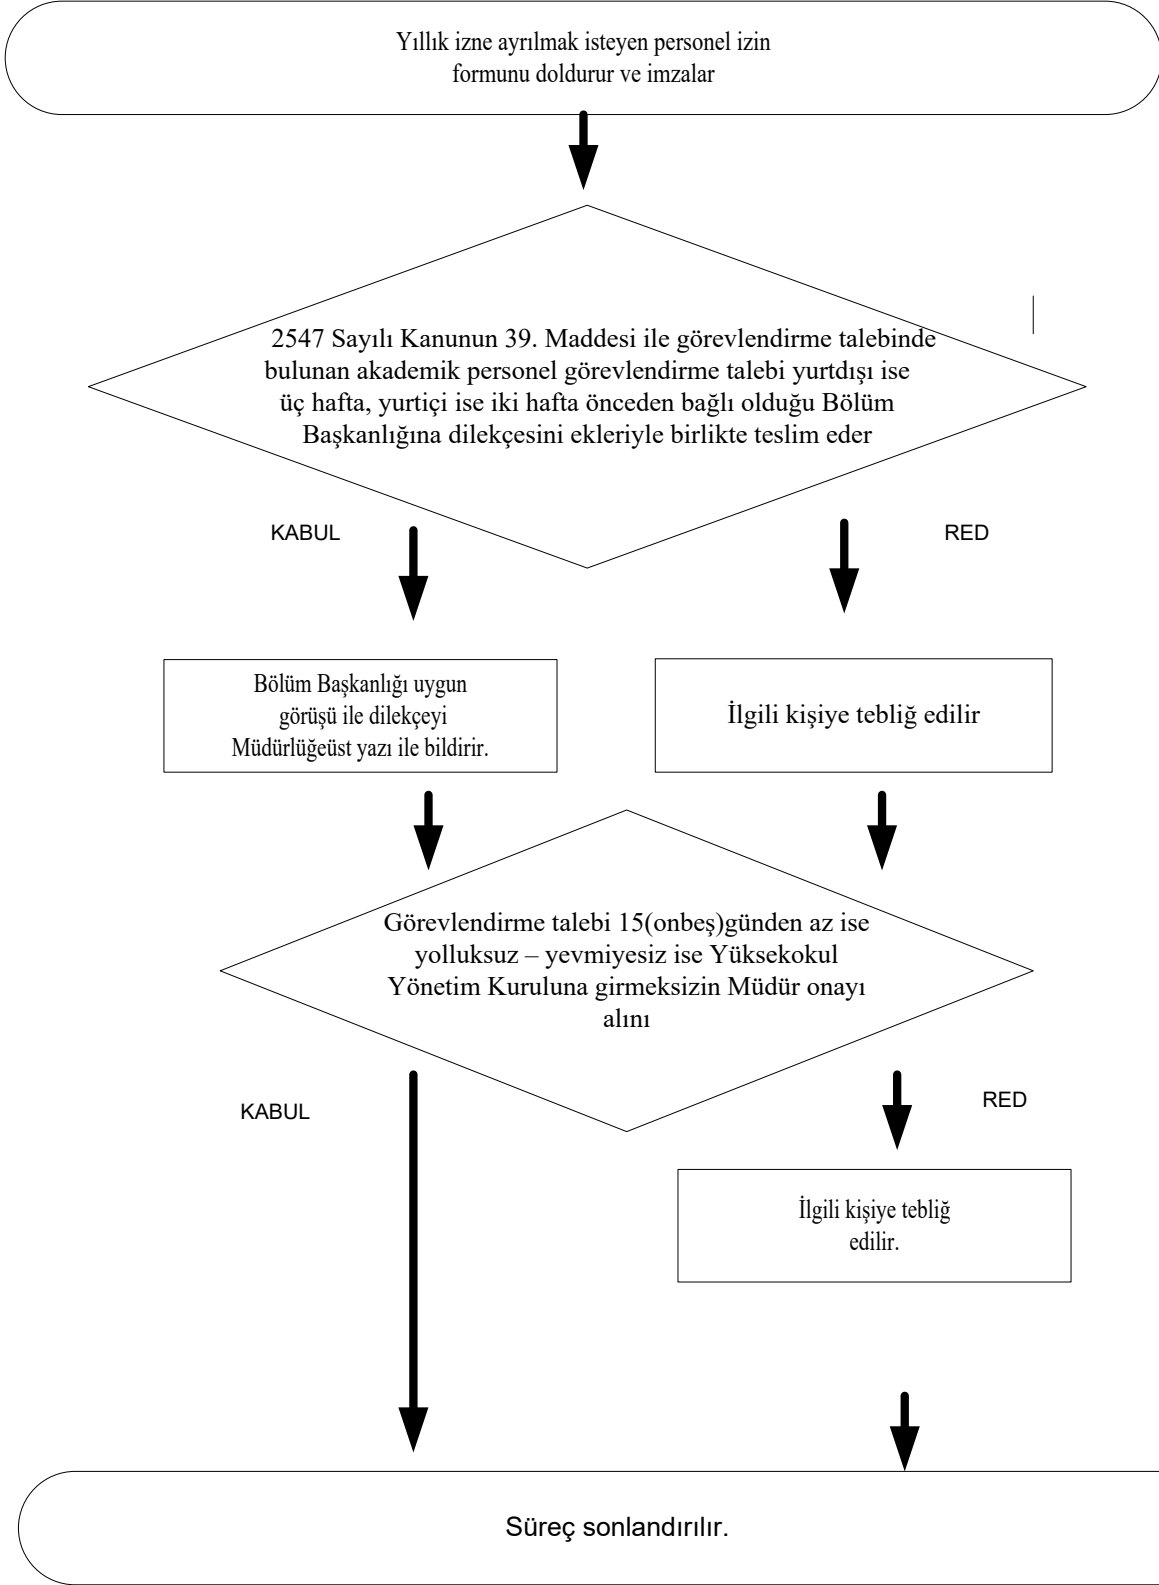 Yıllık izne ayrılmak isteyen personel izin
formunu doldurur ve imzalar
2547 Sayılı Kanunun 39. Maddesi ile görevlendirme talebinde
bulunan akademik personel görevlendirme talebi yurtdışı ise
üç hafta, yurtiçi ise iki hafta önceden bağlı olduğu Bölüm
Başkanlığına dilekçesini ekleriyle birlikte teslim eder
KABUL
RED
Bölüm Başkanlığı uygun
görüşü ile dilekçeyi
Müdürlüğeüst yazı ile bildirir.
İlgili kişiye tebliğ edilir
Görevlendirme talebi 15(onbeş)günden az ise
yolluksuz – yevmiyesiz ise Yüksekokul
Yönetim Kuruluna girmeksizin Müdür onayı
alını
KABUL
RED
İlgili kişiye tebliğ
edilir.
Süreç sonlandırılır.